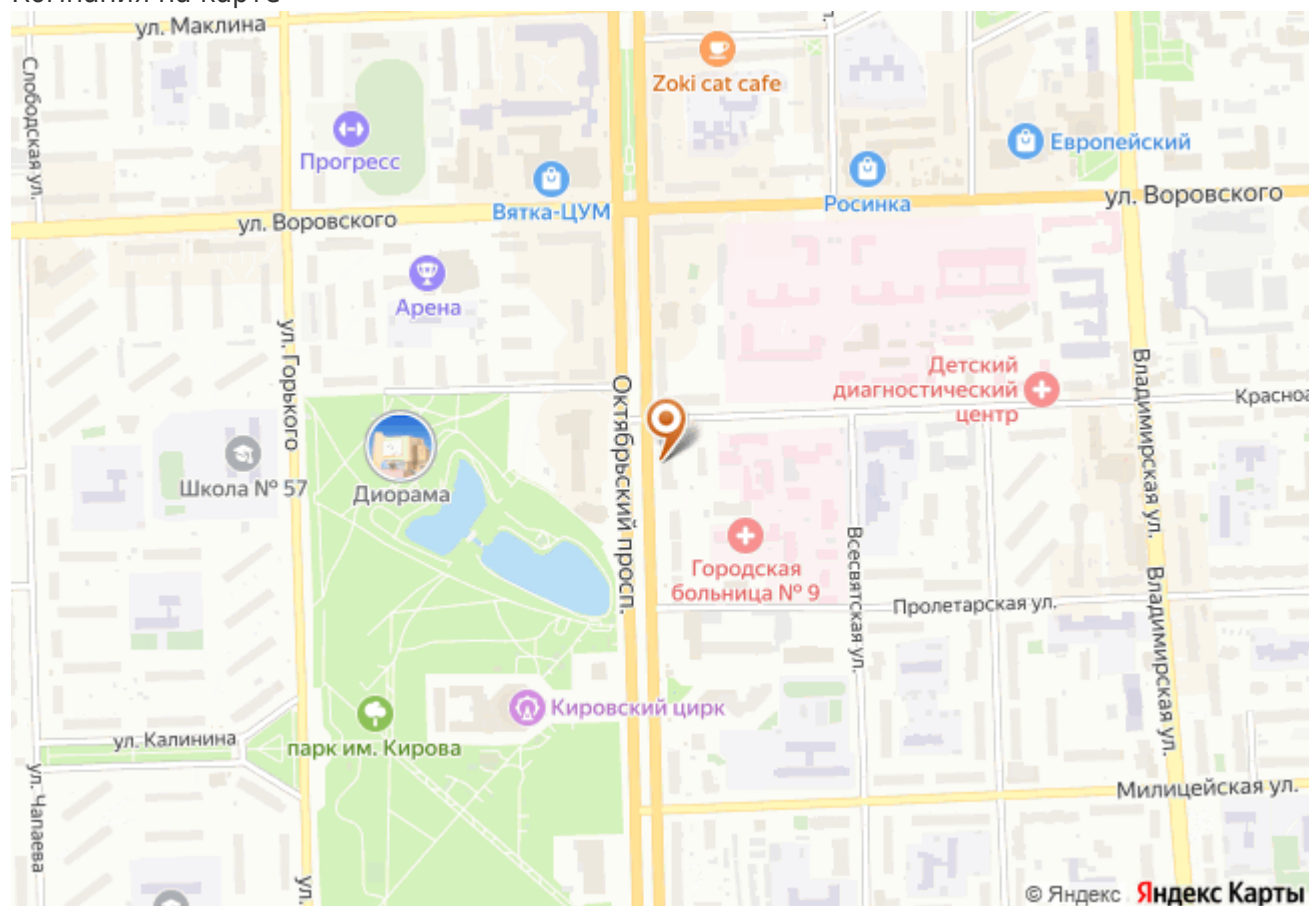 ул. Маклина
Слободская ул.
Zoki cat cafe
Прогресс
Европейский
Вятка-ЦУМ
Росинка
ул. Воровского
ул. Воровского
Арена
ул. Горького
Октябрьский просп.
Детский
диагностический
центр
Владимирская ул.
Красноа
Школа № 57
Диорама
Городская
больница № 9
Всесвятская ул.
Пролетарская ул.
Владимирская ул.
Кировский цирк
парк им. Кирова
ул. Калинина
ул. Чапаева
Милицейская ул.
ул.
© Яндекс Яндекс Карты